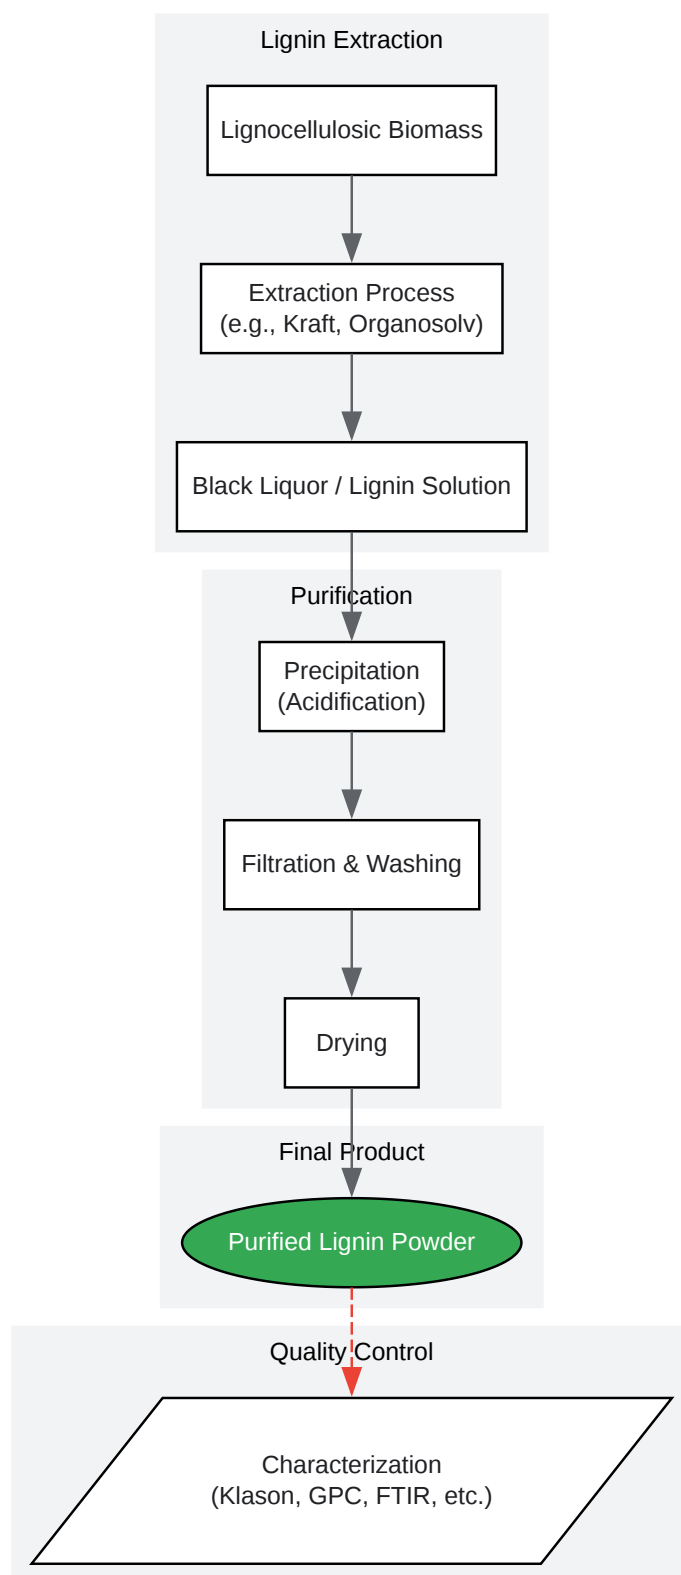 Lignin Extraction
Lignocellulosic Biomass
Extraction Process
(e.g., Kraft, Organosolv)
Black Liquor / Lignin Solution
Purification
Precipitation
(Acidification)
Filtration & Washing
Drying
Final Product
Purified Lignin Powder
Quality Control
Characterization
(Klason, GPC, FTIR, etc.)